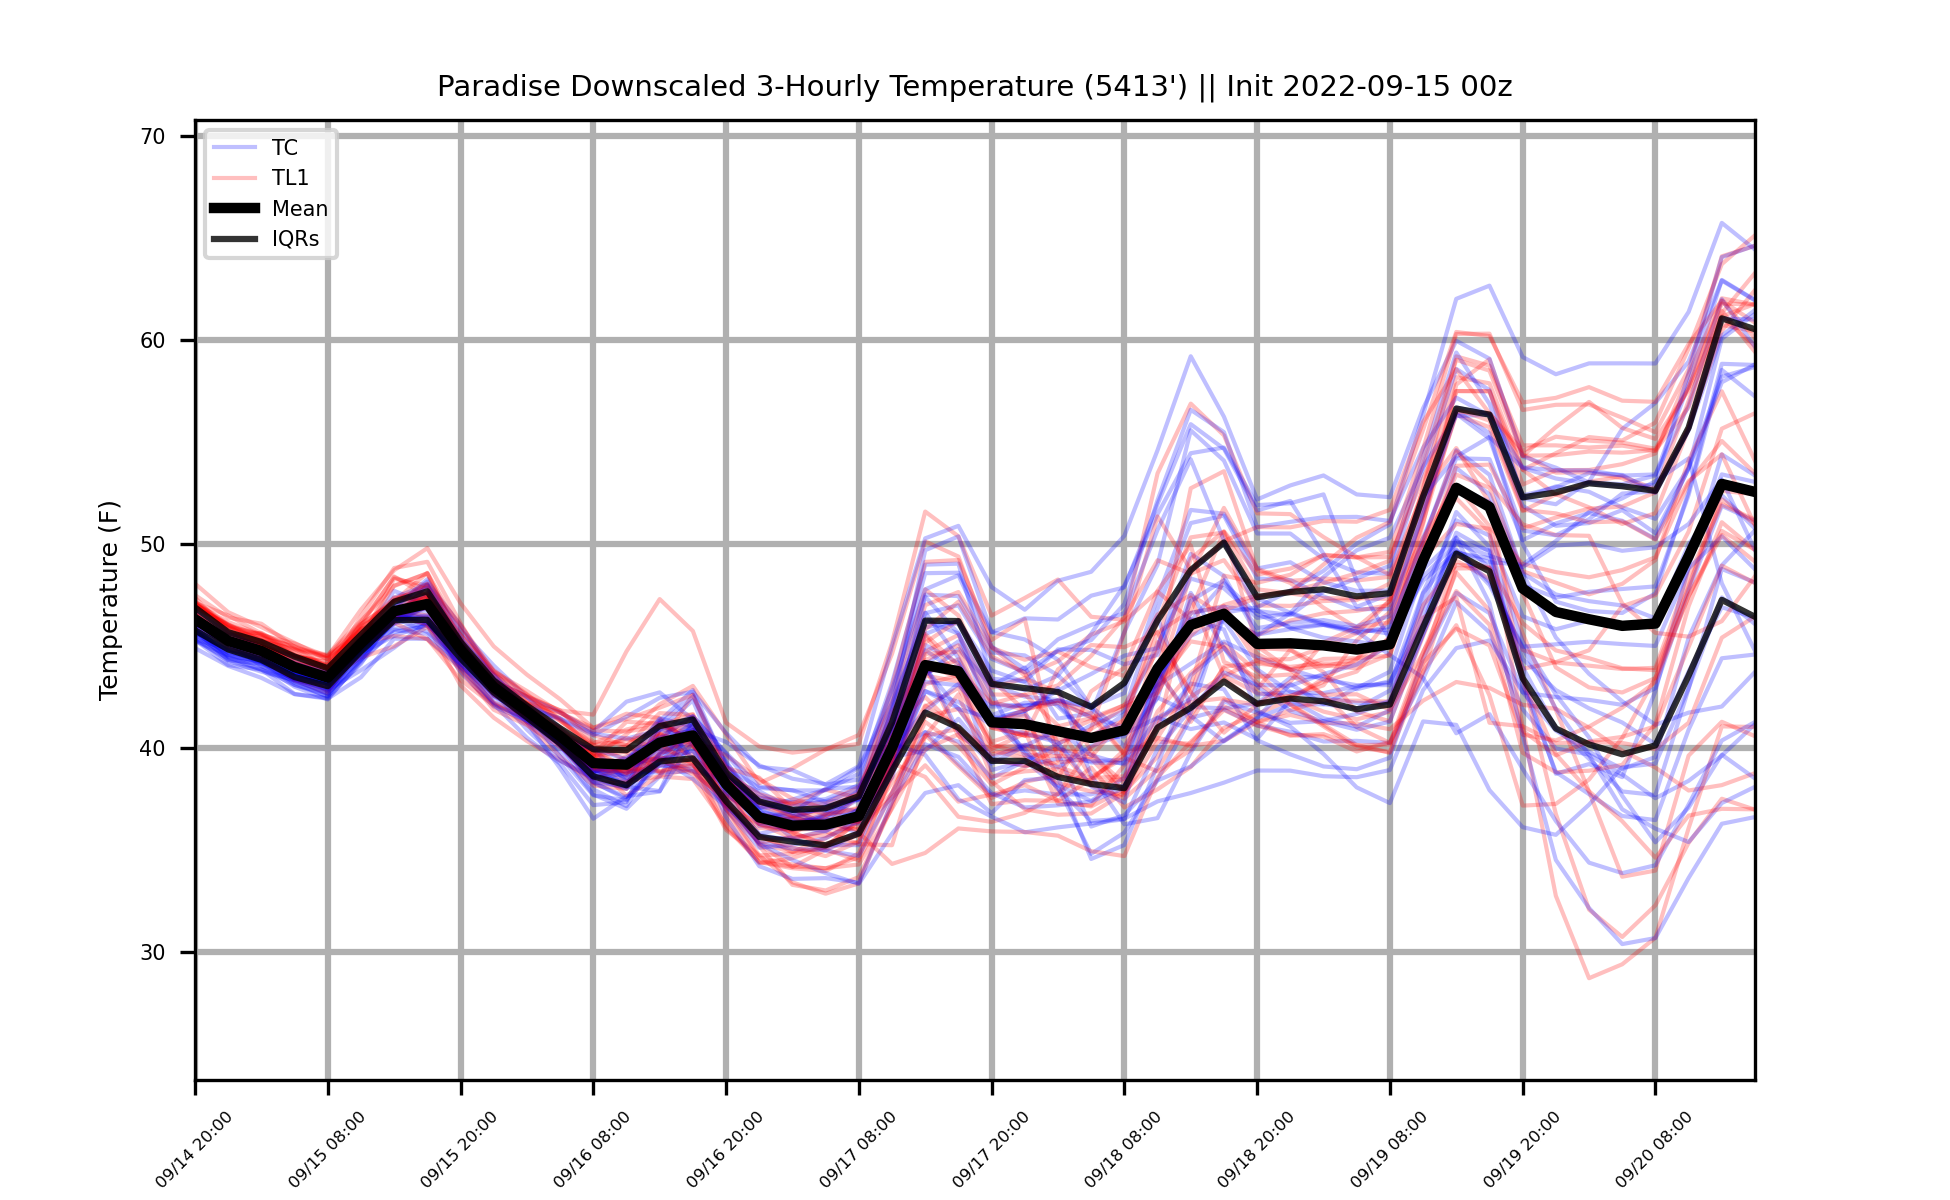 Paradise Downscaled 3-Hourly Temperature (5413') || Init 2022-09-15 00z
TC
TL1
Mean
IQRs
Temperature (F)
70
60
50
40
30
09/14 20:00
09/15 08:00
09/15 20:00
09/16 08:00
09/16 20:00
09/17 08:00
09/17 20:00
09/18 08:00
09/18 20:00
09/19 08:00
09/19 20:00
09/20 08:00